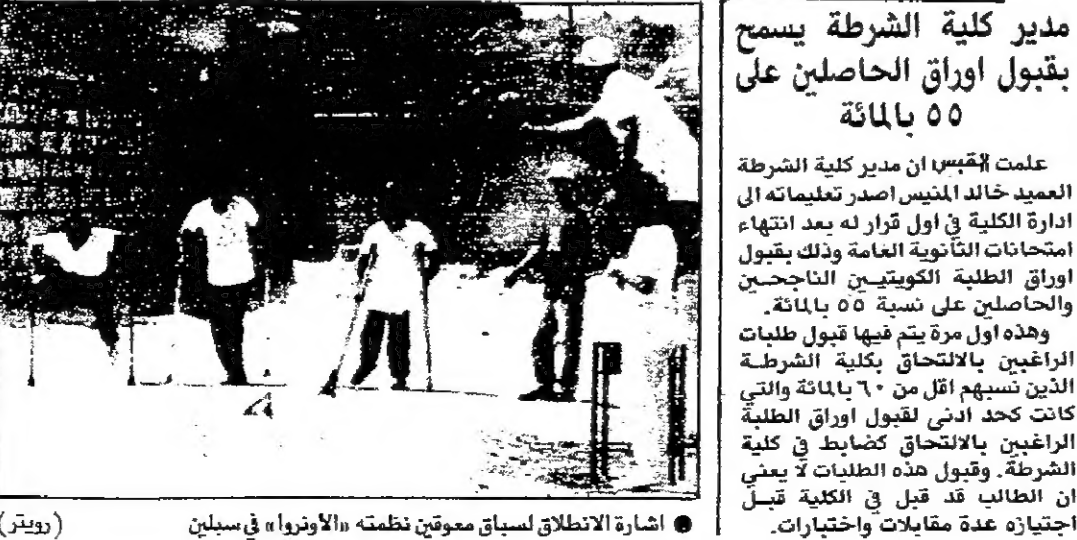 مدير كلية الشرطة يسمح
بقبول اوراق الحاصلين على
٥٥ بالمائة
علمت القبس ان مدير كلية الشرطة
العميد خالد المنيس اصدر تعليماته الى
ادارة الكلية في اول قرار له بعد انتهاء
امتحانات الثانوية العامة وذلك بقبول
اوراق الطلبة الكويتيين الناجحين
والحاصلين على نسبة ٥٥ بالمائة.
وهذه اول مرة يتم فيها قبول طلبات
الراغبين بالالتحاق بكلية الشرطة
الذين نسبهم اقل من ٦٠ بالمائة والتي
كانت كحد ادنى لقبول اوراق الطلبة
الراغبين بالالتحاق كضابط في كلية
الشرطة. وقبول هذه الطلبات لا يعني
ان الطالب قد قبل في الكلية قبل
اجتيازه عدة مقابلات واختبارات.
● اشارة الانطلاق لسباق معوقين نظمته «الأونروا» في سبلين (رويتر)